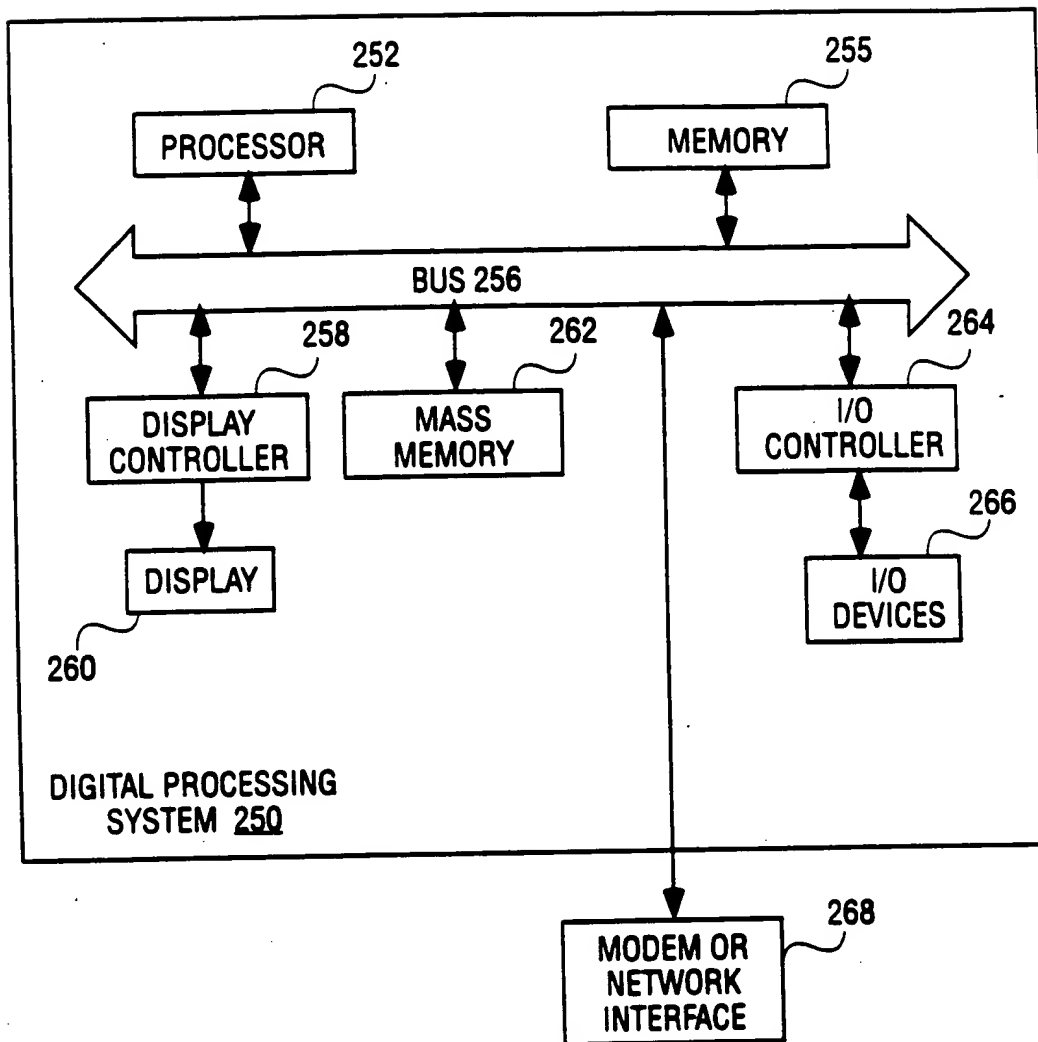 252
255
PROCESSOR
MEMORY
BUS 256
258
262
264
DISPLAY
CONTROLLER
MASS
MEMORY
I/O
CONTROLLER
266
DISPLAY
I/O
DEVICES
260
DIGITAL PROCESSING
SYSTEM 250
268
MODEM OR
NETWORK
INTERFACE